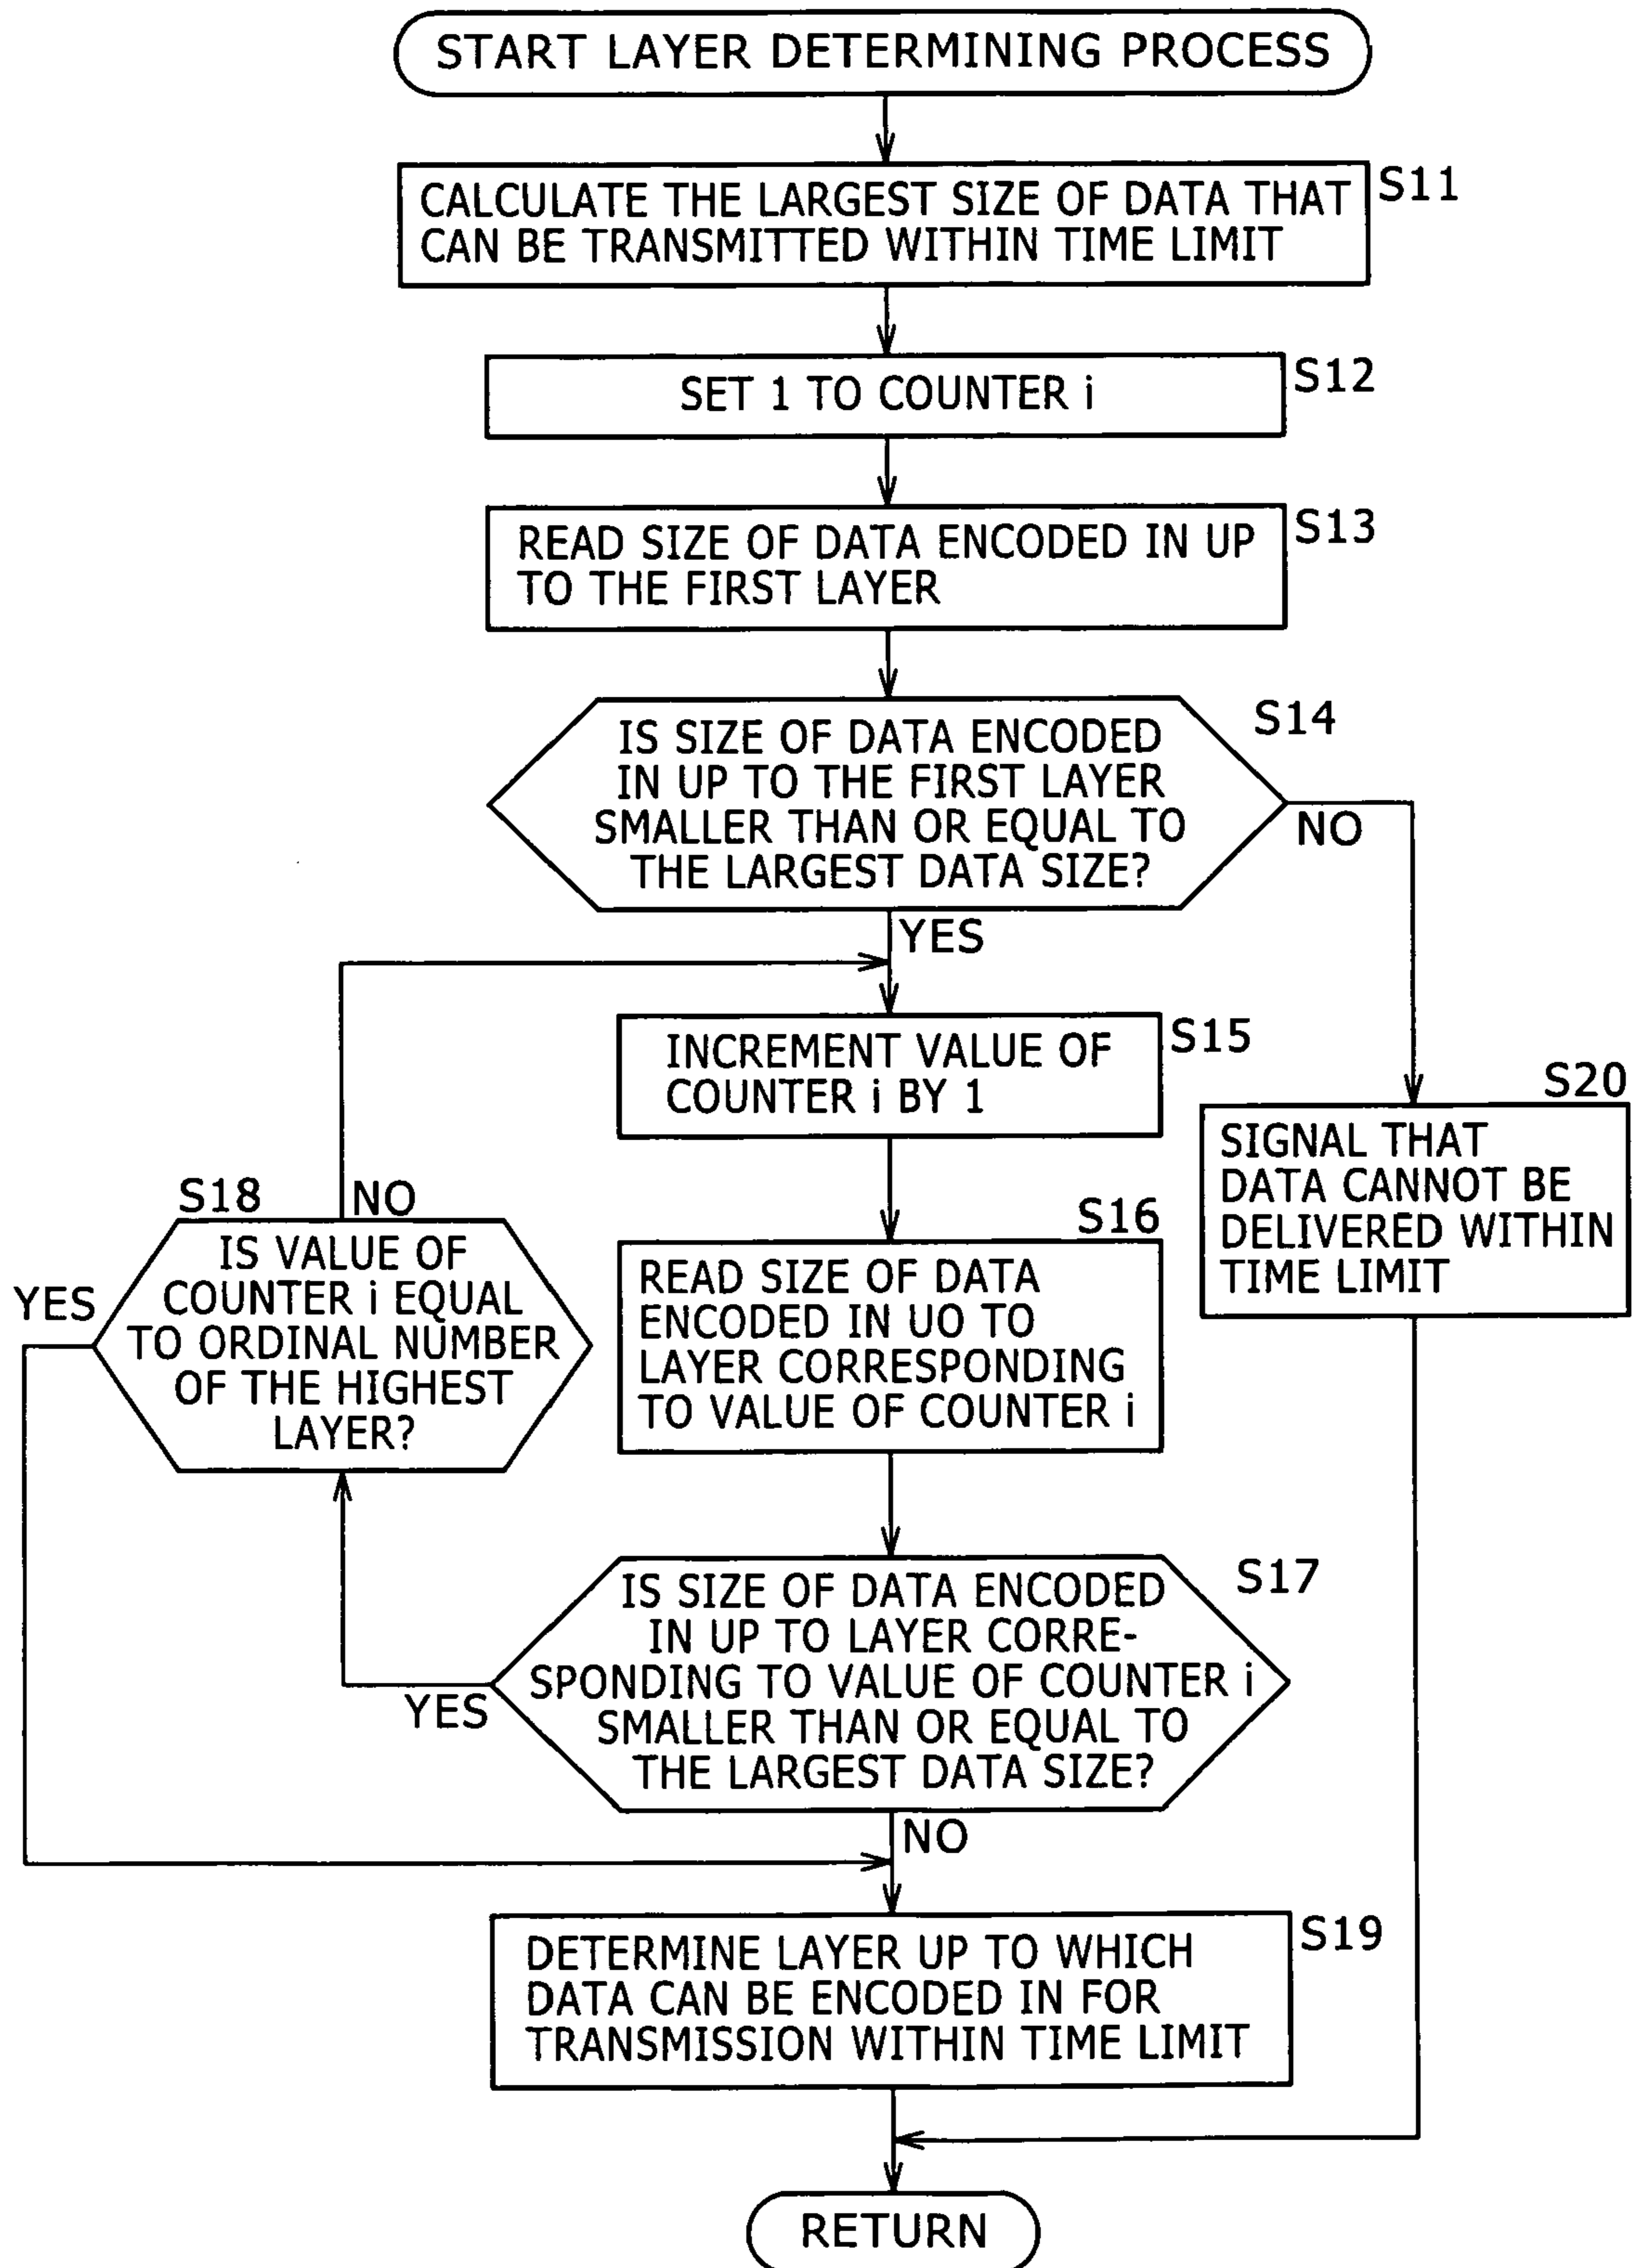 START LAYER DETERMINING PROCESS
S11
CALCULATE THE LARGEST SIZE OF DATA THAT
CAN BE TRANSMITTED WITHIN TIME LIMIT
S12
SET 1 TO COUNTER i
S13
READ SIZE OF DATA ENCODED IN UP
TO THE FIRST LAYER
S14
IS SIZE OF DATA ENCODED
IN UP TO THE FIRST LAYER
SMALLER THAN OR EQUAL TO
THE LARGEST DATA SIZE?
NO
YES
S15
INCREMENT VALUE OF
COUNTER i BY 1
S20
SIGNAL THAT
DATA CANNOT BE
DELIVERED WITHIN
TIME LIMIT
S18
NO
IS VALUE OF
COUNTER i EQUAL
TO ORDINAL NUMBER
OF THE HIGHEST
LAYER?
YES
S16
READ SIZE OF DATA
ENCODED IN UO TO
LAYER CORRESPONDING
TO VALUE OF COUNTER i
S17
IS SIZE OF DATA ENCODED
IN UP TO LAYER CORRE-
SPONDING TO VALUE OF COUNTER i
SMALLER THAN OR EQUAL TO
THE LARGEST DATA SIZE?
YES
NO
S19
DETERMINE LAYER UP TO WHICH
DATA CAN BE ENCODED IN FOR
TRANSMISSION WITHIN TIME LIMIT
RETURN